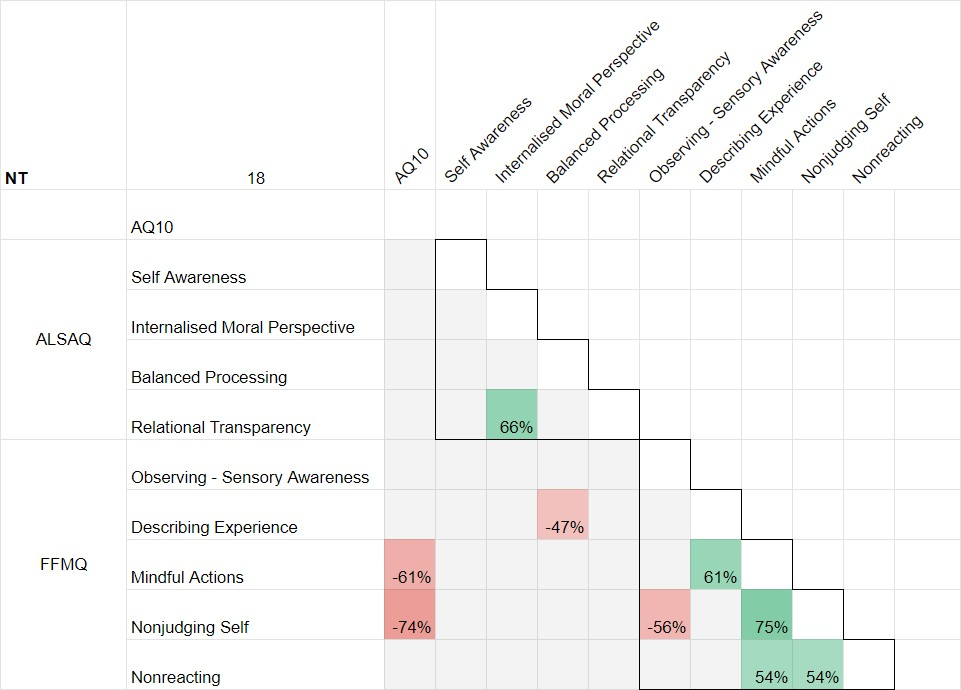 NT 18 AQ10 Self Awareness Internalised Moral Perspective Balanced Processing Relational Transparency Observing - Sensory Awareness Describing Experience Mindful Actions Nonjudging Self Nonreacting
AQ10
Self Awareness
Internalised Moral Perspective
ALSAQ
Balanced Processing
Relational Transparency 66%
Observing - Sensory Awareness
Describing Experience -47%
FFMQ
Mindful Actions -61% 61%
Nonjudging Self -74% -56% 75%
Nonreacting 54% 54%